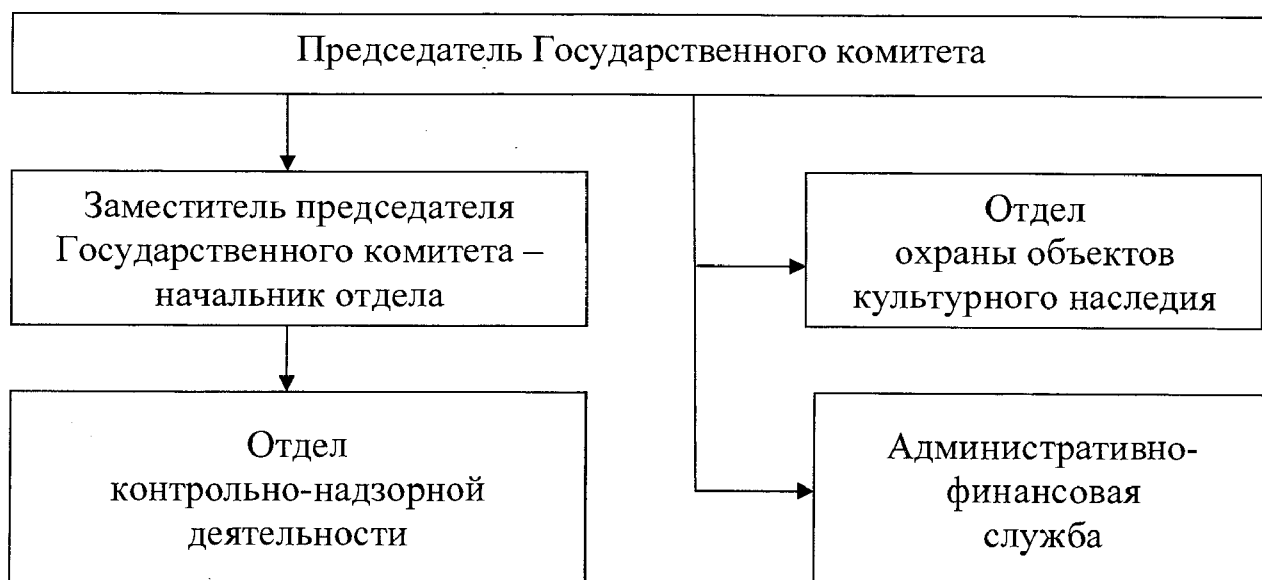 Председатель Государственного комитета
Заместитель председателя
Государственного комитета –
начальник отдела
Отдел
контрольно-надзорной
деятельности
Отдел
охраны объектов
культурного наследия
Административно-
финансовая
служба